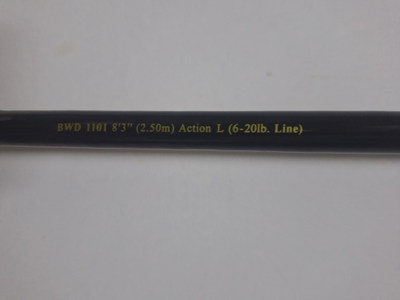 BWD 1101 8'3" (2.50m) Action L (6-20lb. Line)